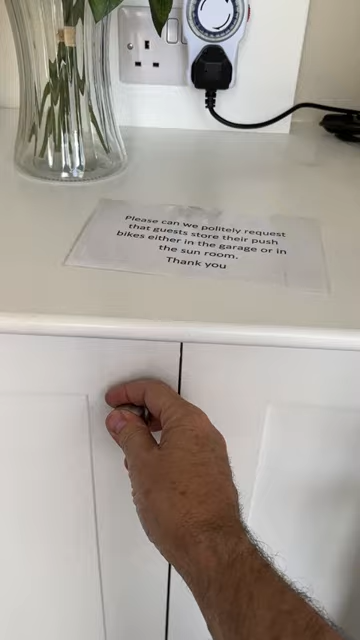 Please can we politely request
that guests store their push
bikes either in the garage or in
the sun room.
Thank you